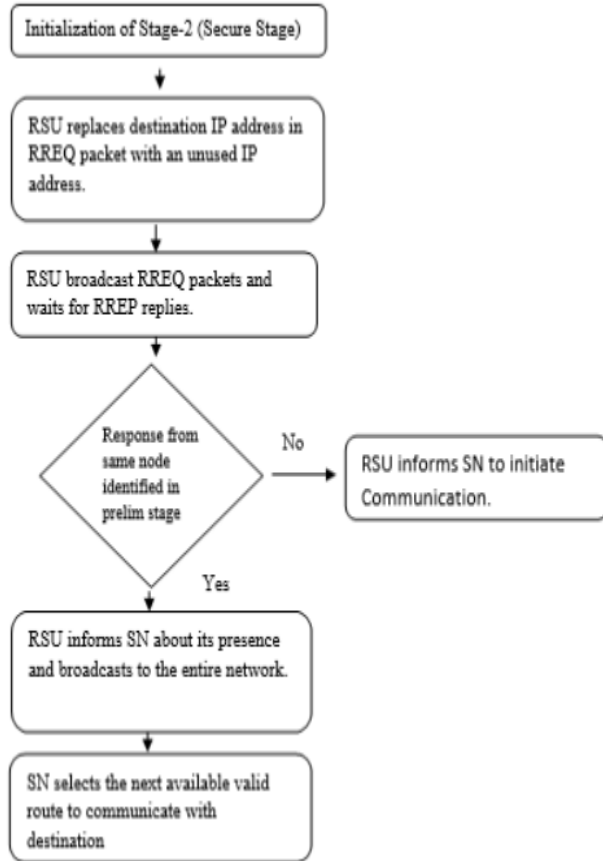 Initialization of Stage-2 (Secure Stage)
RSU replaces destination IP address in
RREQ packet with an unused IP
address.
RSU broadcast RREQ packets and
waits for RREP replies.
Response from
same node
identified in
prelim stage
No
RSU informs SN to initiate
Communication.
Yes
RSU informs SN about its presence
and broadcasts to the entire network.
SN selects the next available valid
route to communicate with
destination